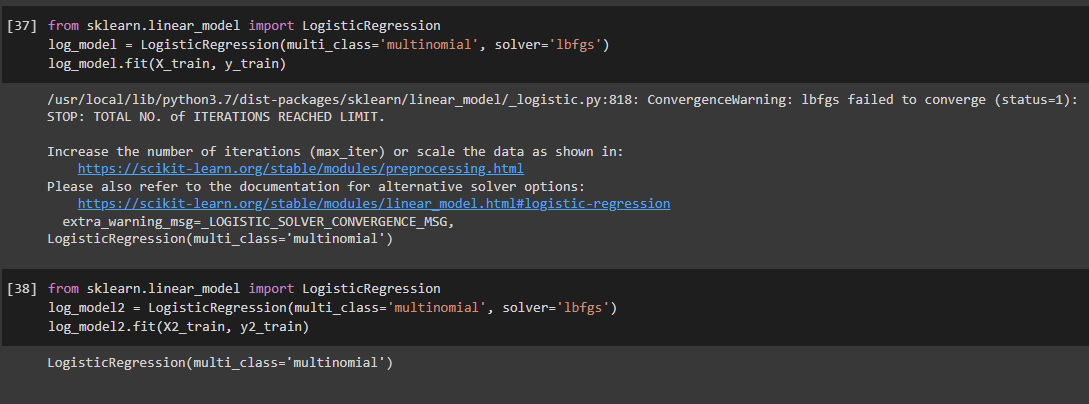 [37] from sklearn.linear_model import LogisticRegression
log_model = LogisticRegression(multi_class='multinomial', solver='lbfgs')
log_model.fit(X_train, y_train)
/usr/local/lib/python3.7/dist-packages/sklearn/linear_model/_logistic.py:818: ConvergenceWarning: lbfgs failed to converge (status=1):
STOP: TOTAL NO. of ITERATIONS REACHED LIMIT.
Increase the number of iterations (max_iter) or scale the data as shown in:
https://scikit-learn.org/stable/modules/preprocessing.html
Please also refer to the documentation for alternative solver options:
https://scikit-learn.org/stable/modules/linear_model.html#logistic-regression
extra_warning_msg=_LOGISTIC_SOLVER_CONVERGENCE_MSG,
LogisticRegression(multi_class='multinomial')
[38] from sklearn.linear_model import LogisticRegression
log_model2 = LogisticRegression(multi_class='multinomial', solver='lbfgs')
log_model2.fit(X2_train, y2_train)
LogisticRegression(multi_class='multinomial')